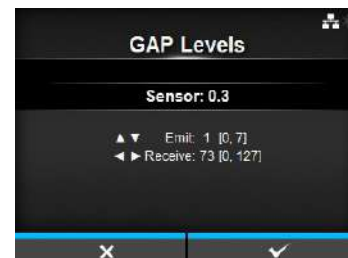 GAP Levels
Sensor: 0.3
▲ ▼ Emit: 1 [0, 7]
◀ ▶ Receive: 73 [0, 127]